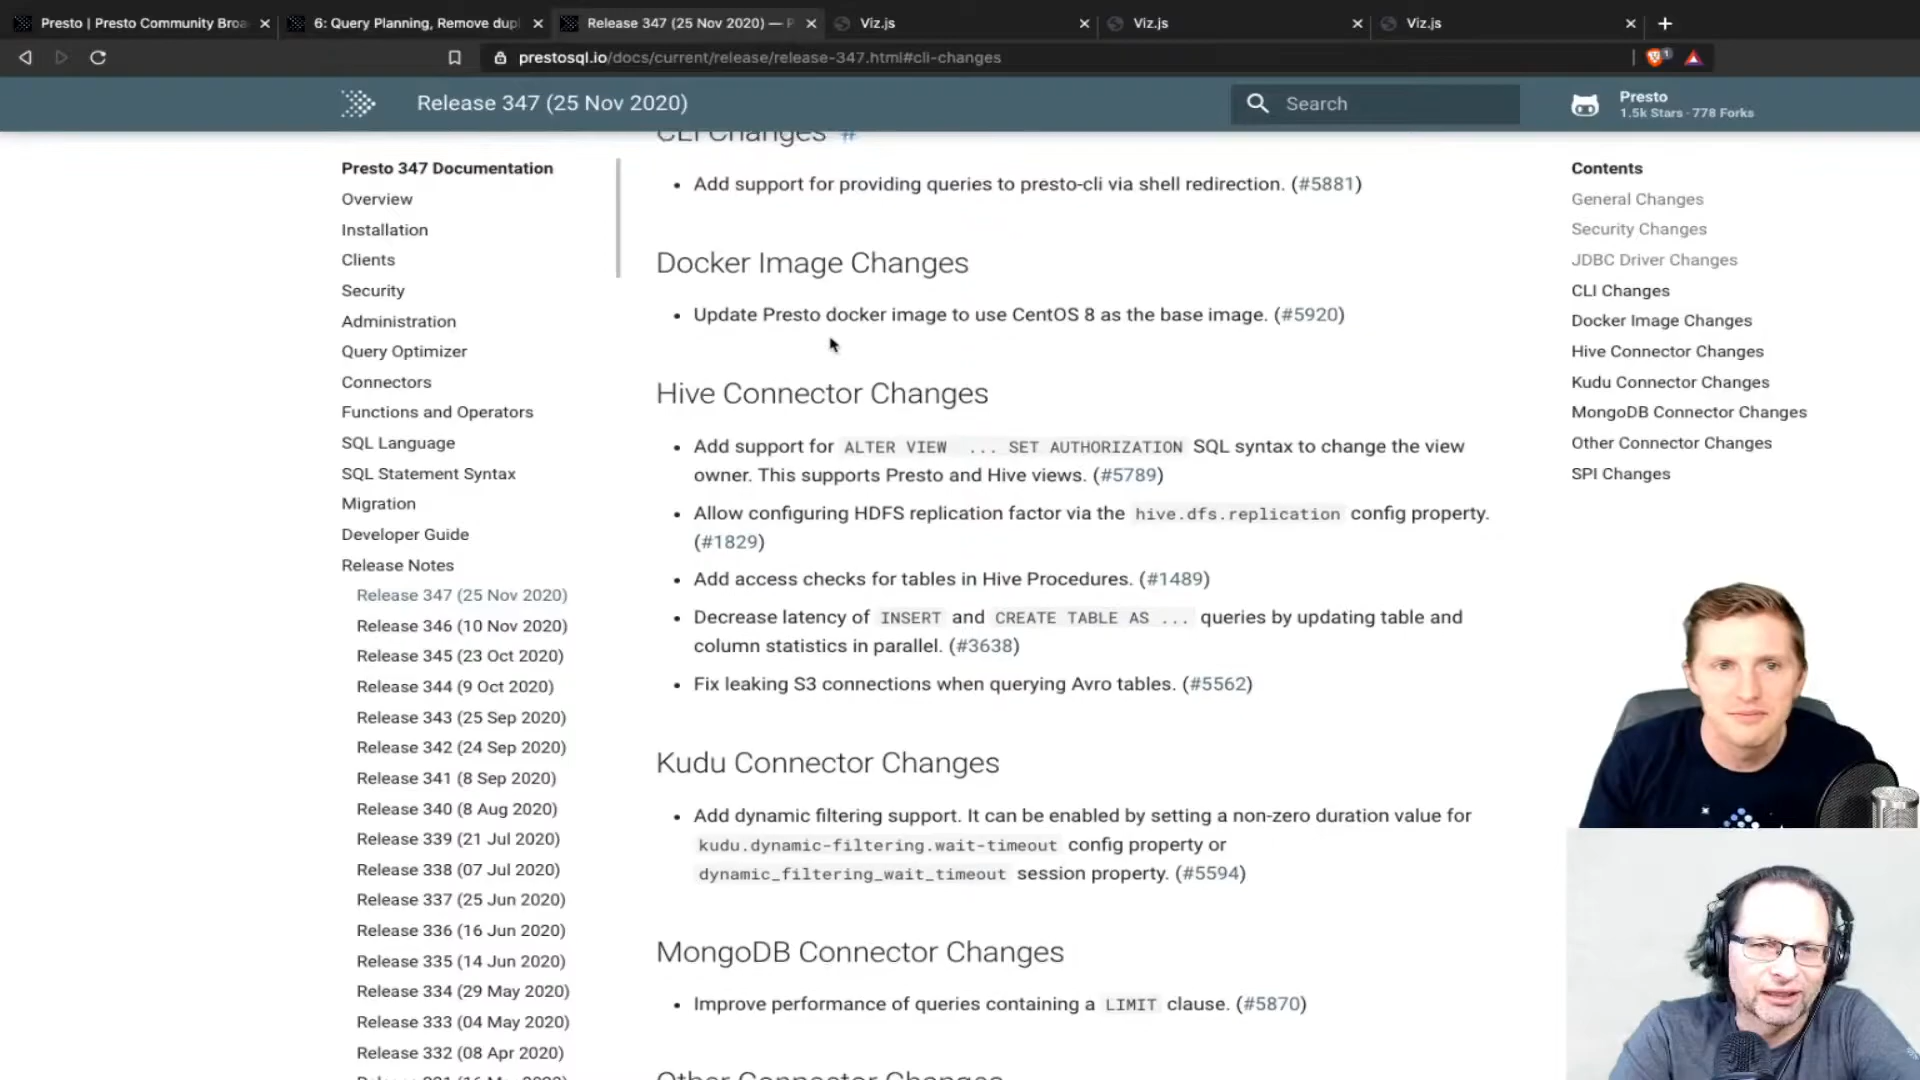 Presto | Presto Community Broa
6: Query Planning, Remove dup
Release 347 (25 Nov 2020) — P
Viz.js
Viz.js
Viz.js
prestosql.io/docs/current/release/release-347.html#cli-changes
1
Release 347 (25 Nov 2020)
Search
Presto
1.5k Stars · 778 Forks
Presto 347 Documentation
Overview
Installation
Clients
Security
Administration
Query Optimizer
Connectors
Functions and Operators
SQL Language
SQL Statement Syntax
Migration
Developer Guide
Release Notes
Release 347 (25 Nov 2020)
Release 346 (10 Nov 2020)
Release 345 (23 Oct 2020)
Release 344 (9 Oct 2020)
Release 343 (25 Sep 2020)
Release 342 (24 Sep 2020)
Release 341 (8 Sep 2020)
Release 340 (8 Aug 2020)
Release 339 (21 Jul 2020)
Release 338 (07 Jul 2020)
Release 337 (25 Jun 2020)
Release 336 (16 Jun 2020)
Release 335 (14 Jun 2020)
Release 334 (29 May 2020)
Release 333 (04 May 2020)
Release 332 (08 Apr 2020)
CLI Changes #
• Add support for providing queries to presto-cli via shell redirection. (#5881)
Docker Image Changes
• Update Presto docker image to use CentOS 8 as the base image. (#5920)
Hive Connector Changes
• Add support for ALTER VIEW ... SET AUTHORIZATION SQL syntax to change the view
owner. This supports Presto and Hive views. (#5789)
• Allow configuring HDFS replication factor via the hive.dfs.replication config property.
(#1829)
• Add access checks for tables in Hive Procedures. (#1489)
• Decrease latency of INSERT and CREATE TABLE AS ... queries by updating table and
column statistics in parallel. (#3638)
• Fix leaking S3 connections when querying Avro tables. (#5562)
Kudu Connector Changes
• Add dynamic filtering support. It can be enabled by setting a non-zero duration value for
kudu.dynamic-filtering.wait-timeout config property or
dynamic_filtering_wait_timeout session property. (#5594)
MongoDB Connector Changes
• Improve performance of queries containing a LIMIT clause. (#5870)
Other Connector Changes
Contents
General Changes
Security Changes
JDBC Driver Changes
CLI Changes
Docker Image Changes
Hive Connector Changes
Kudu Connector Changes
MongoDB Connector Changes
Other Connector Changes
SPI Changes